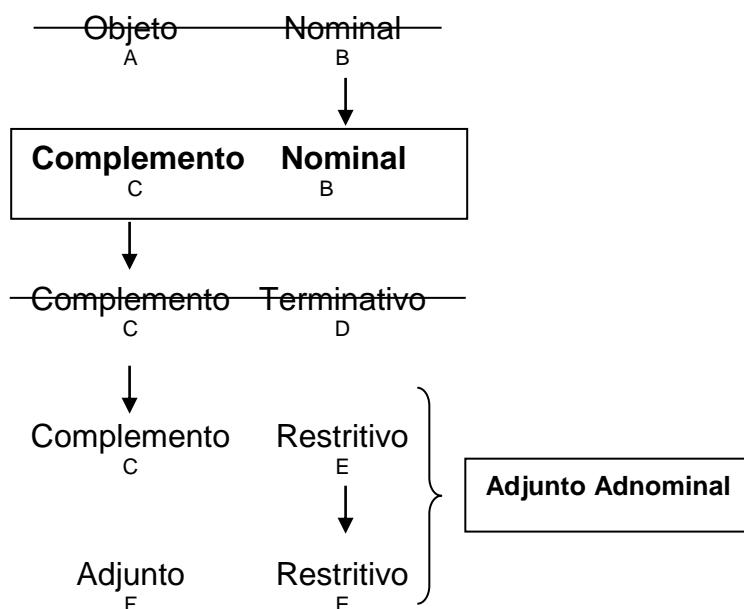 Objeto Nominal
A B
Complemento Nominal
C B
Complemento Terminativo
C D
Complemento Restritivo
C E
Adjunto Adnominal
Adjunto Restritivo
F E